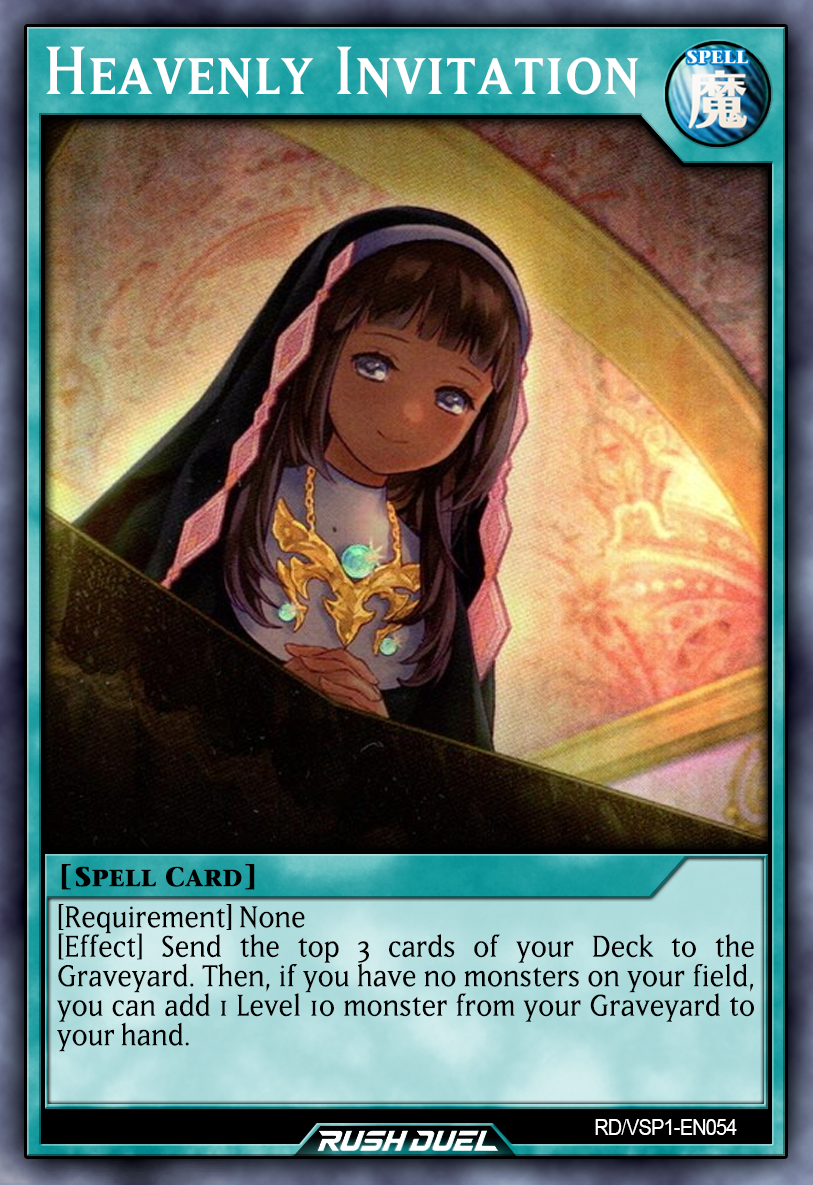 Heavenly Invitation
SPELL
魔
[Spell Card]
[Requirement] None
[Effect] Send the top 3 cards of your Deck to the
Graveyard. Then, if you have no monsters on your field,
you can add 1 Level 10 monster from your Graveyard to
your hand.
RD/VSP1-EN054
RUSH DUEL